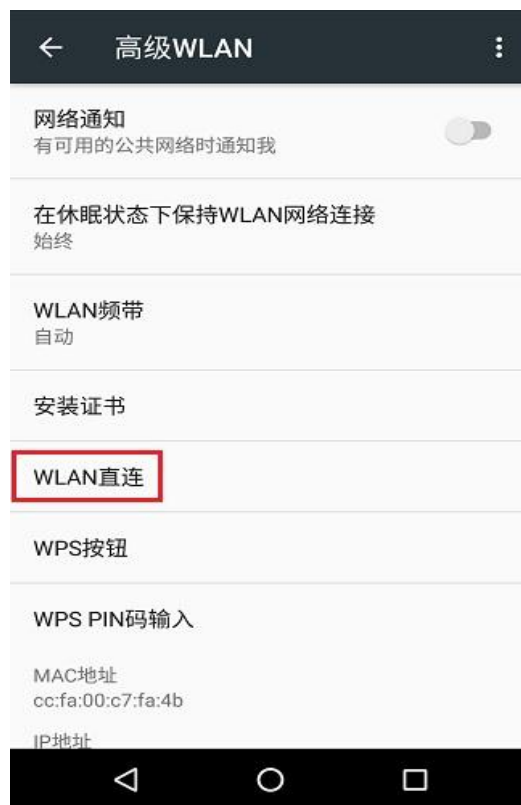 高级WLAN
网络通知
有可用的公共网络时通知我
在休眠状态下保持WLAN网络连接
始终
WLAN频带
自动
安装证书
WLAN直连
WPS按钮
WPS PIN码输入
MAC地址
cc:fa:00:c7:fa:4b
IP地址